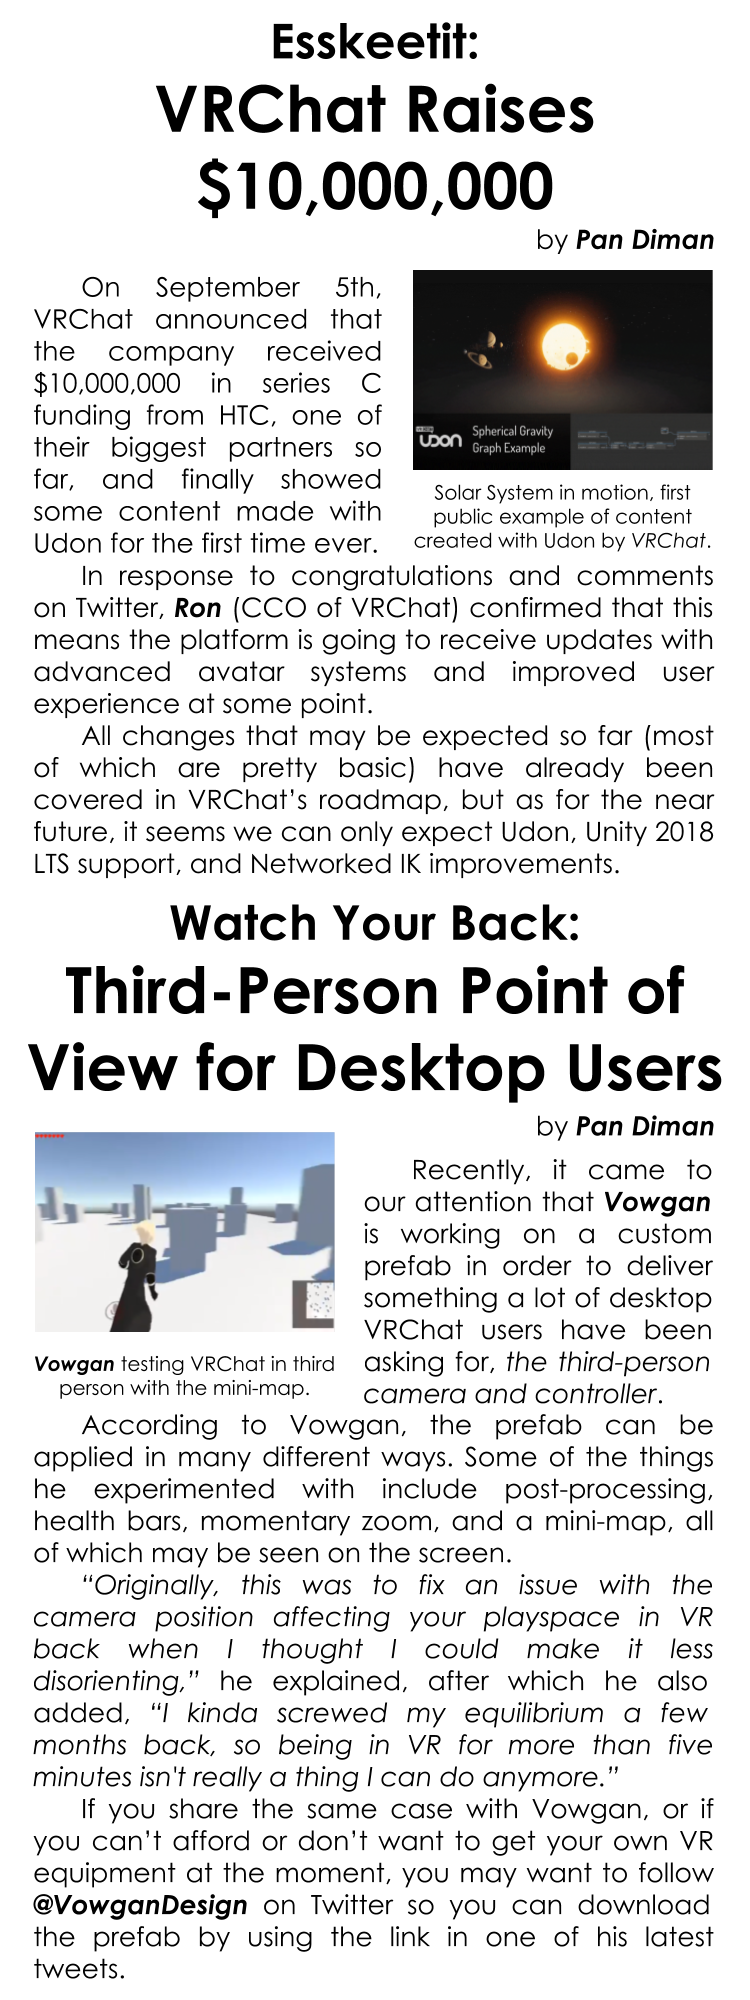 Esskeetit:
VRChat Raises
$10,000,000
by Pan Diman
On September 5th,
VRChat announced that
the company received
$10,000,000 in series C
funding from HTC, one of
their biggest partners so
far, and finally showed
some content made with
Udon for the first time ever.
UDON
Spherical Gravity
Graph Example
Solar System in motion, first
public example of content
created with Udon by VRChat.
In response to congratulations and comments
on Twitter, Ron (CCO of VRChat) confirmed that this
means the platform is going to receive updates with
advanced avatar systems and improved user
experience at some point.
All changes that may be expected so far (most
of which are pretty basic) have already been
covered in VRChat’s roadmap, but as for the near
future, it seems we can only expect Udon, Unity 2018
LTS support, and Networked IK improvements.
Watch Your Back:
Third-Person Point of
View for Desktop Users
by Pan Diman
Vowgan testing VRChat in third
person with the mini-map.
Recently, it came to
our attention that Vowgan
is working on a custom
prefab in order to deliver
something a lot of desktop
VRChat users have been
asking for, the third-person
camera and controller.
According to Vowgan, the prefab can be
applied in many different ways. Some of the things
he experimented with include post-processing,
health bars, momentary zoom, and a mini-map, all
of which may be seen on the screen.
“Originally, this was to fix an issue with the
camera position affecting your playspace in VR
back when I thought I could make it less
disorienting,” he explained, after which he also
added, “I kinda screwed my equilibrium a few
months back, so being in VR for more than five
minutes isn't really a thing I can do anymore.”
If you share the same case with Vowgan, or if
you can’t afford or don’t want to get your own VR
equipment at the moment, you may want to follow
@VowganDesign on Twitter so you can download
the prefab by using the link in one of his latest
tweets.